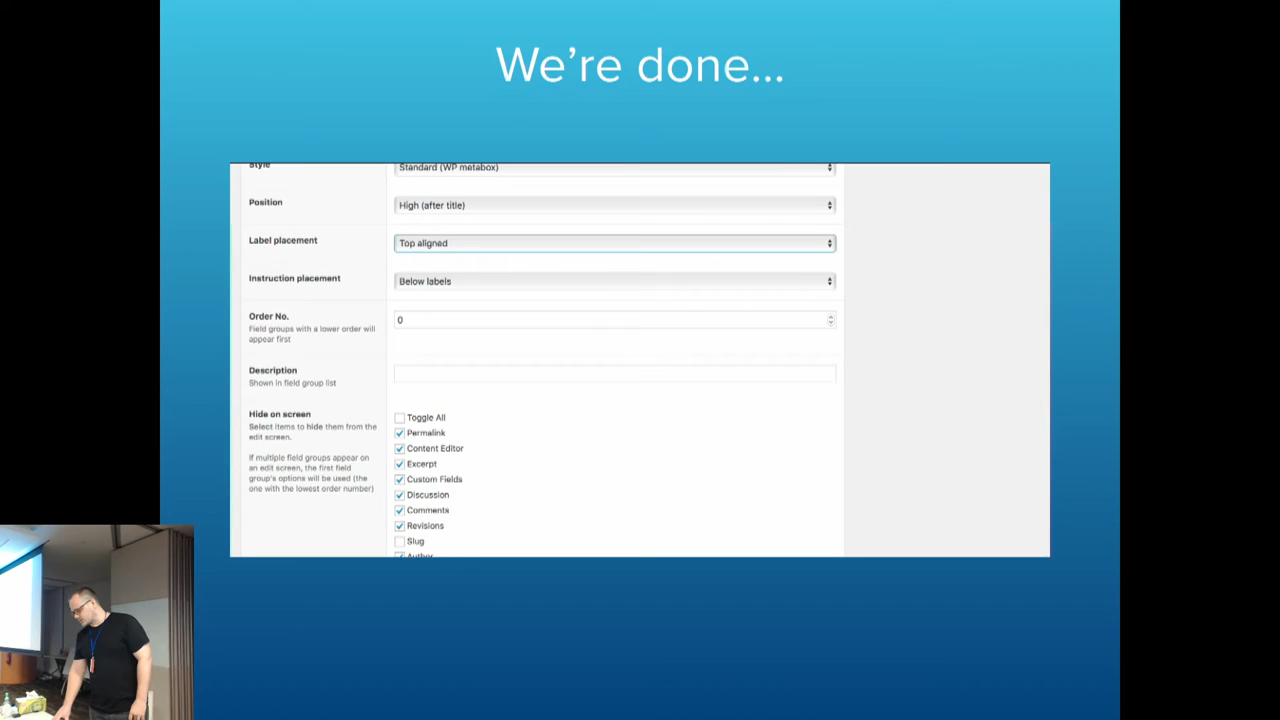 We're done...
Style
Standard (WP metabox)
Position
High (after title)
Label placement
Top aligned
Instruction placement
Below labels
Order No.
Field groups with a lower order will
appear first
0
Description
Shown in field group list
Hide on screen
Select items to hide them from the
edit screen.
If multiple field groups appear on
an edit screen, the first field
group's options will be used (the
one with the lowest order number)
Toggle All
Permalink
Content Editor
Excerpt
Custom Fields
Discussion
Comments
Revisions
Slug
Author